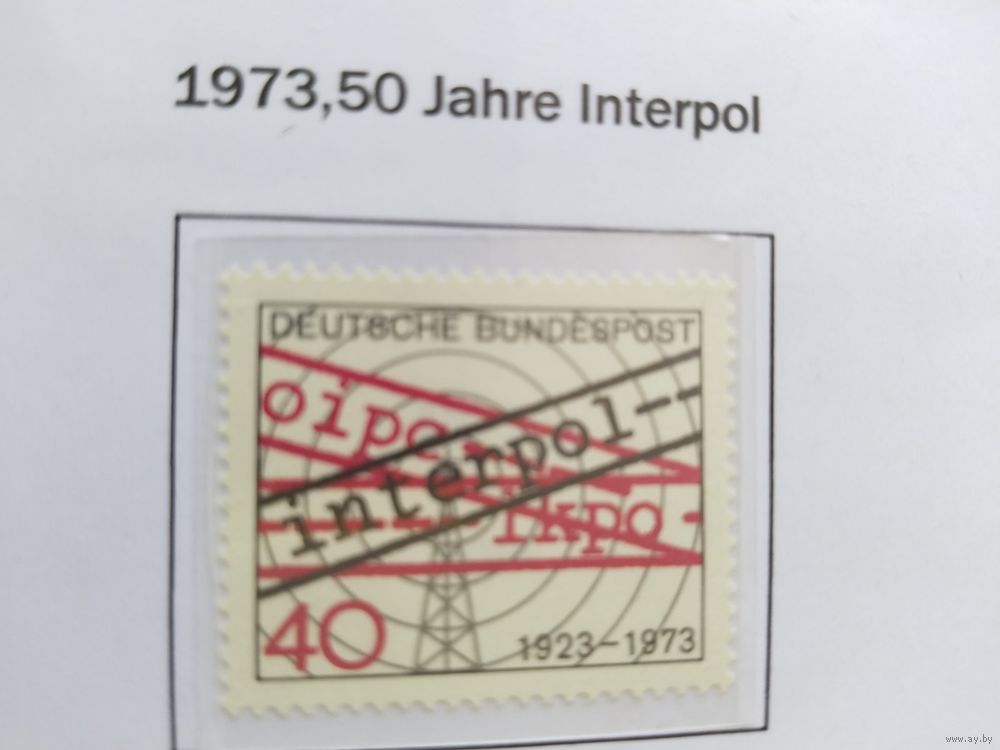 1973,50 Jahre Interpol
DEUTSCHE BUNDESPOST
oipc
interpol--
ikpo -
40
1923-1973
www.ay.by